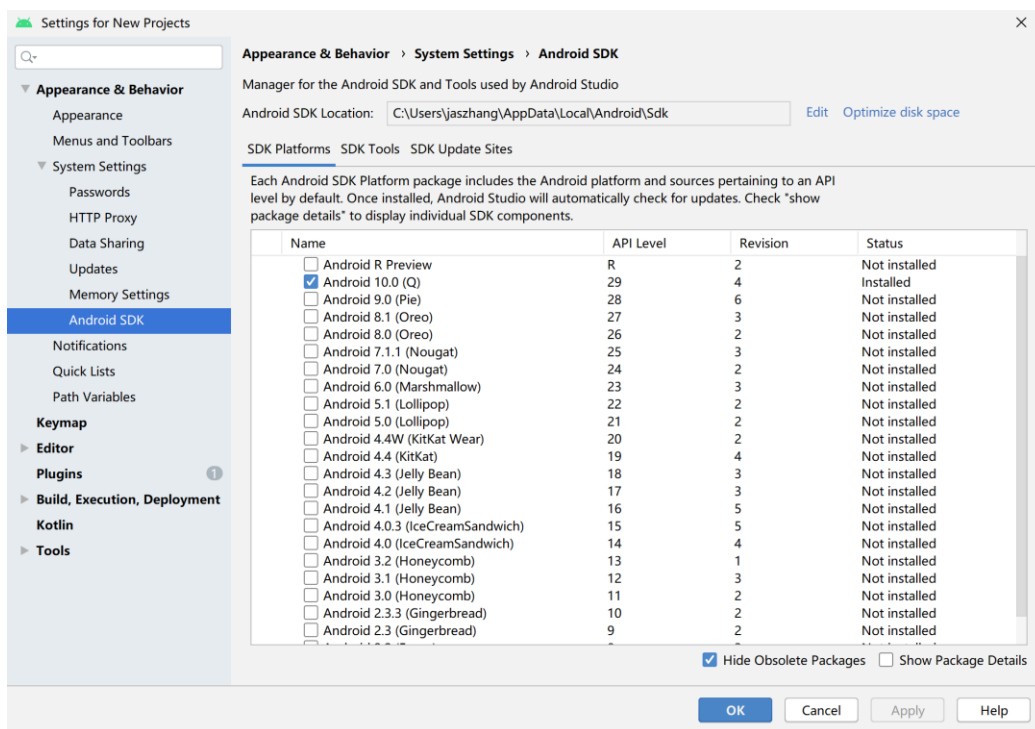 Settings for New Projects
Appearance & Behavior
Appearance
Menus and Toolbars
System Settings
Passwords
HTTP Proxy
Data Sharing
Updates
Memory Settings
Android SDK
Notifications
Quick Lists
Path Variables
Keymap
Editor
Plugins 1
Build, Execution, Deployment
Kotlin
Tools
Appearance & Behavior › System Settings › Android SDK
Manager for the Android SDK and Tools used by Android Studio
Android SDK Location: C:\Users\jaszhang\AppData\Local\Android\Sdk Edit Optimize disk space
SDK Platforms SDK Tools SDK Update Sites
Each Android SDK Platform package includes the Android platform and sources pertaining to an API
level by default. Once installed, Android Studio will automatically check for updates. Check "show
package details" to display individual SDK components.
Name API Level Revision Status
Android R Preview R 2 Not installed
Android 10.0 (Q) 29 4 Installed
Android 9.0 (Pie) 28 6 Not installed
Android 8.1 (Oreo) 27 3 Not installed
Android 8.0 (Oreo) 26 2 Not installed
Android 7.1.1 (Nougat) 25 3 Not installed
Android 7.0 (Nougat) 24 2 Not installed
Android 6.0 (Marshmallow) 23 3 Not installed
Android 5.1 (Lollipop) 22 2 Not installed
Android 5.0 (Lollipop) 21 2 Not installed
Android 4.4W (KitKat Wear) 20 2 Not installed
Android 4.4 (KitKat) 19 4 Not installed
Android 4.3 (Jelly Bean) 18 3 Not installed
Android 4.2 (Jelly Bean) 17 3 Not installed
Android 4.1 (Jelly Bean) 16 5 Not installed
Android 4.0.3 (IceCreamSandwich) 15 5 Not installed
Android 4.0 (IceCreamSandwich) 14 4 Not installed
Android 3.2 (Honeycomb) 13 1 Not installed
Android 3.1 (Honeycomb) 12 3 Not installed
Android 3.0 (Honeycomb) 11 2 Not installed
Android 2.3.3 (Gingerbread) 10 2 Not installed
Android 2.3 (Gingerbread) 9 2 Not installed
Hide Obsolete Packages Show Package Details
OK Cancel Apply Help